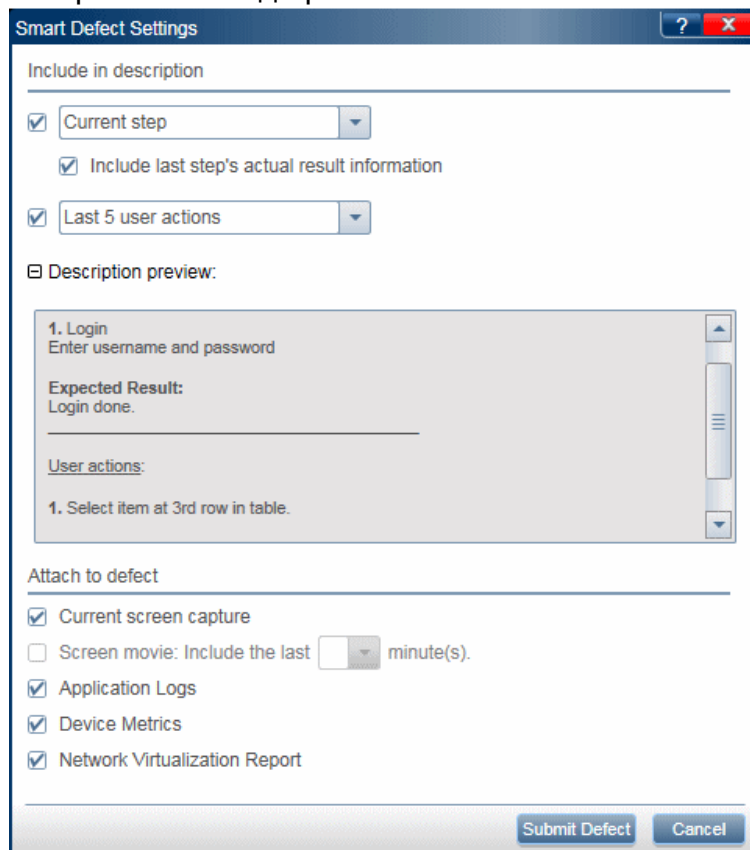 Smart Defect Settings
?
X
Include in description
Current step
Include last step's actual result information
Last 5 user actions
Description preview:
1. Login
Enter username and password
Expected Result:
Login done.
User actions:
1. Select item at 3rd row in table.
Attach to defect
Current screen capture
Screen movie: Include the last minute(s).
Application Logs
Device Metrics
Network Virtualization Report
Submit Defect
Cancel